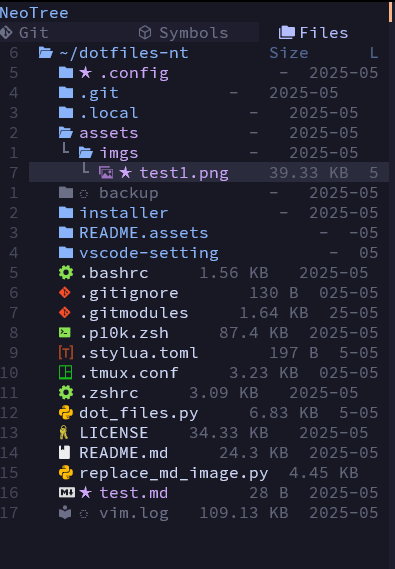 NeoTree
Git Symbols Files
6 ~/dotfiles-nt Size L
5 ★ .config - 2025-05
4 .git - 2025-05
3 .local - 2025-05
2 assets - 2025-05
1 imgs - 2025-05
7 ★ test1.png 39.33 KB 5
1 backup - 2025-05
2 installer - 2025-05
3 README.assets - -05
4 vscode-setting - 05
5 .bashrc 1.56 KB 2025-05
6 .gitignore 130 B 025-05
7 .gitmodules 1.64 KB 25-05
8 .p10k.zsh 87.4 KB 2025-05
9 [T] .stylua.toml 197 B 5-05
10 .tmux.conf 3.23 KB 025-05
11 .zshrc 3.09 KB 2025-05
12 dot_files.py 6.83 KB 5-05
13 LICENSE 34.33 KB 2025-05
14 README.md 24.3 KB 2025-05
15 replace_md_image.py 4.45 KB
16 M↓ ★ test.md 28 B 2025-05
17 vim.log 109.13 KB 2025-05